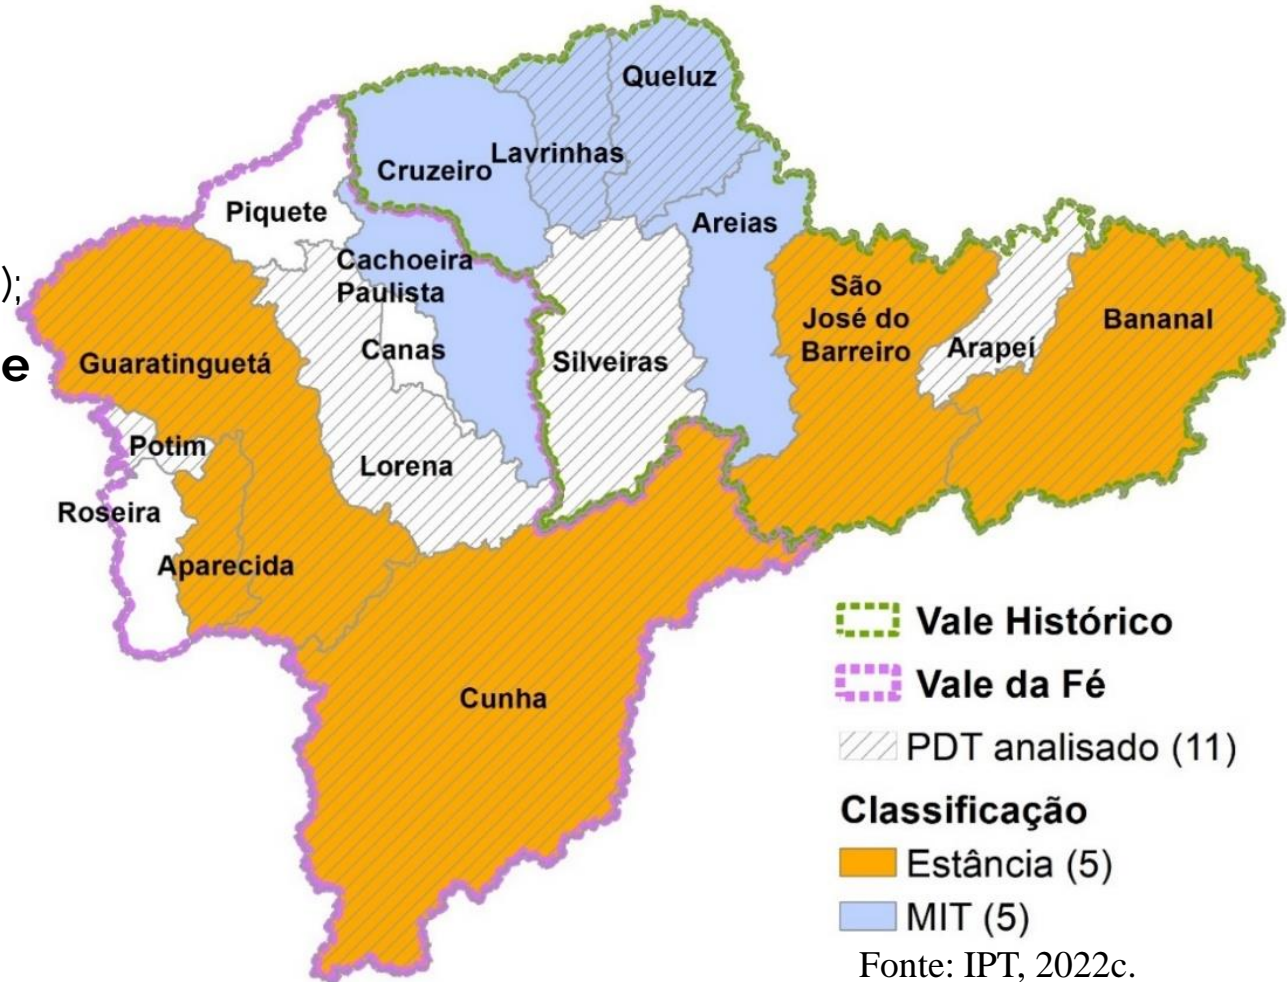 Queluz
Lavrinhas
Cruzeiro
Piquete
Areias
Cachoeira
Paulista
);
São
José do
Barreiro
Bananal
e
Guaratinguetá
Canas
Silveiras
Arapeí
Potim
Lorena
Roseira
Aparecida
Cunha
Vale Histórico
Vale da Fé
PDT analisado (11)
Classificação
Estância (5)
MIT (5)
Fonte: IPT, 2022c.